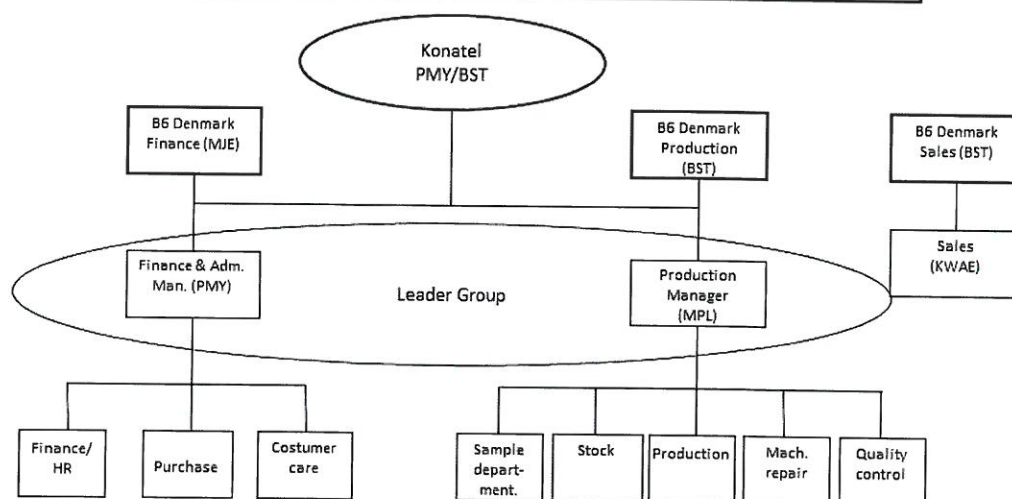 Konatel
PMY/BST
B6 Denmark
Finance (MJE)
B6 Denmark
Production
(BST)
B6 Denmark
Sales (BST)
Finance & Adm.
Man. (PMY)
Leader Group
Production
Manager
(MPL)
Sales
(KWAE)
Finance/
HR
Purchase
Costumer
care
Sample
depart-
ment.
Stock
Production
Mach.
repair
Quality
control